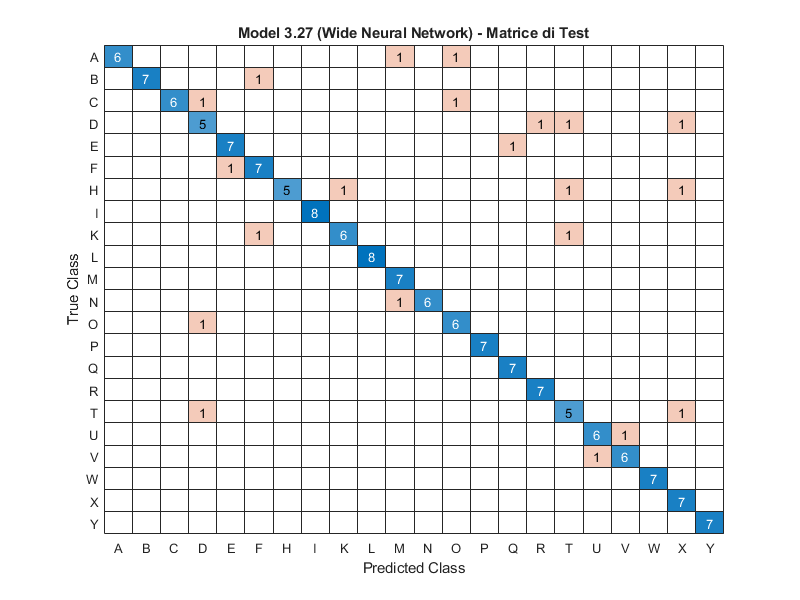 Model 3.27 (Wide Neural Network) - Matrice di Test
True Class
A 6 1 1
B 7 1
C 6 1 1
D 5 1 1 1
E 7 1
F 1 7
H 5 1 1 1
I 8
K 1 6 1
L 8
M 7
N 1 6
O 1 6
P 7
Q 7
R 7
T 1 5 1
U 6 1
V 1 6
W 7
X 7
Y 7
A B C D E F H I K L M N O P Q R T U V W X Y
Predicted Class